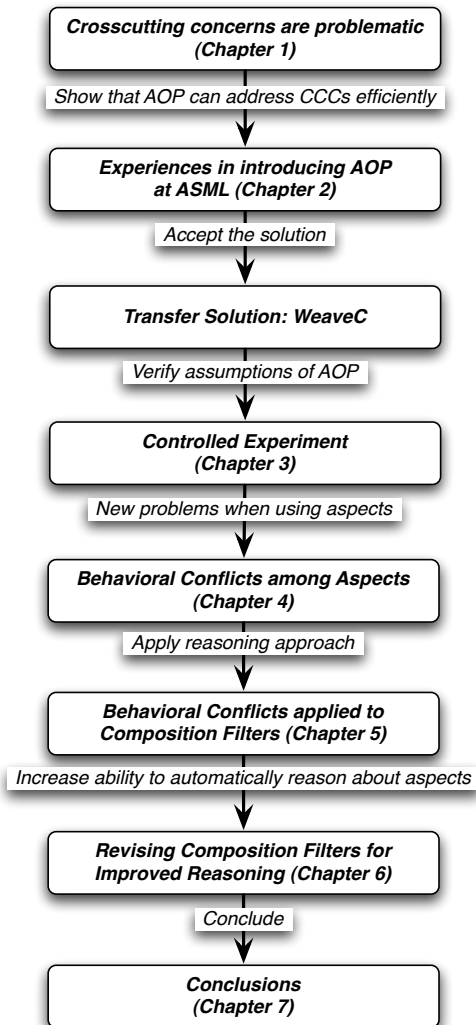 Crosscutting concerns are problematic
(Chapter 1)
Show that AOP can address CCCs efficiently
Experiences in introducing AOP
at ASML (Chapter 2)
Accept the solution
Transfer Solution: WeaveC
Verify assumptions of AOP
Controlled Experiment
(Chapter 3)
New problems when using aspects
Behavioral Conflicts among Aspects
(Chapter 4)
Apply reasoning approach
Behavioral Conflicts applied to
Composition Filters (Chapter 5)
Increase ability to automatically reason about aspects
Revising Composition Filters for
Improved Reasoning (Chapter 6)
Conclude
Conclusions
(Chapter 7)